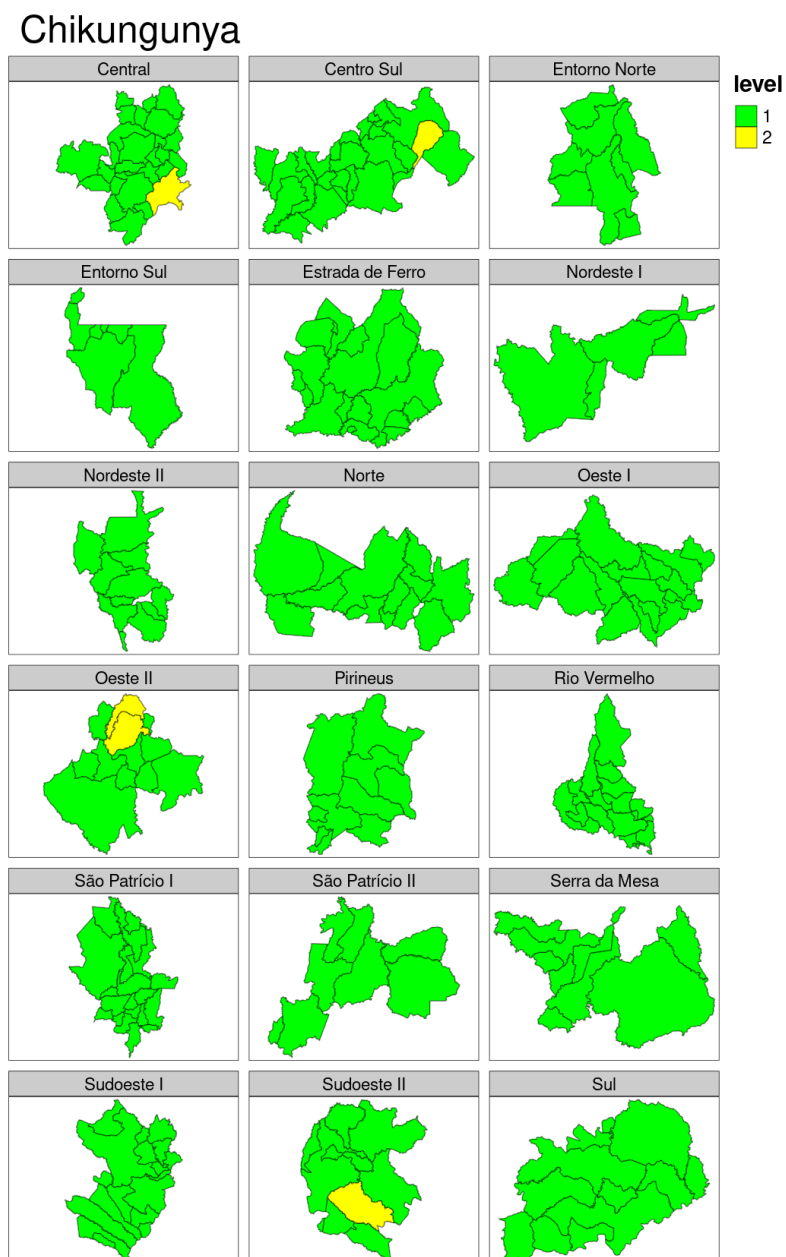 Chikungunya
Central
Centro Sul
Entorno Norte
level
1
2
Entorno Sul
Estrada de Ferro
Nordeste I
Nordeste II
Norte
Oeste I
Oeste II
Pirineus
Rio Vermelho
São Patrício I
São Patrício II
Serra da Mesa
Sudoeste I
Sudoeste II
Sul